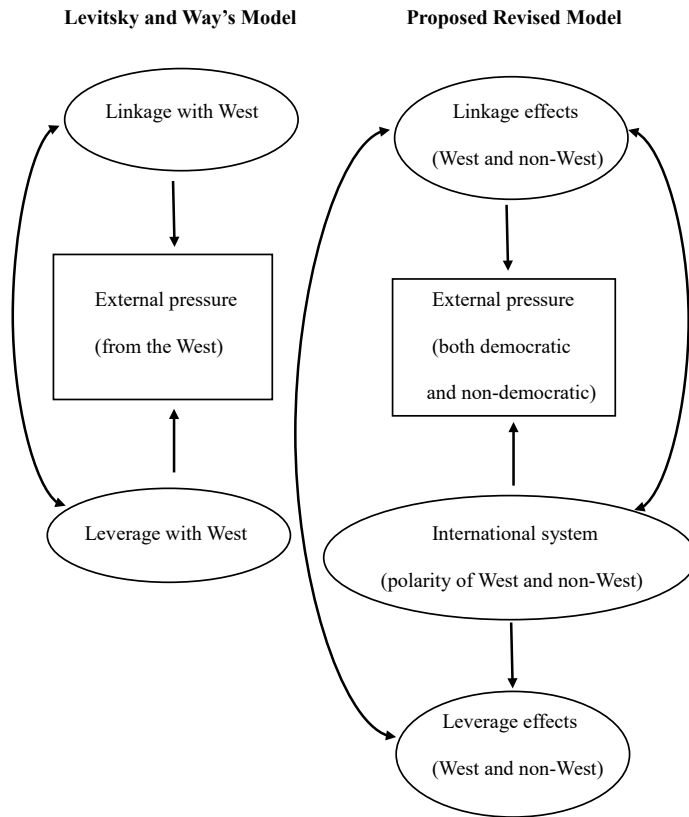 Levitsky and Way’s Model
Linkage with West
External pressure
(from the West)
Leverage with West
Proposed Revised Model
Linkage effects
(West and non-West)
External pressure
(both democratic
and non-democratic)
International system
(polarity of West and non-West)
Leverage effects
(West and non-West)